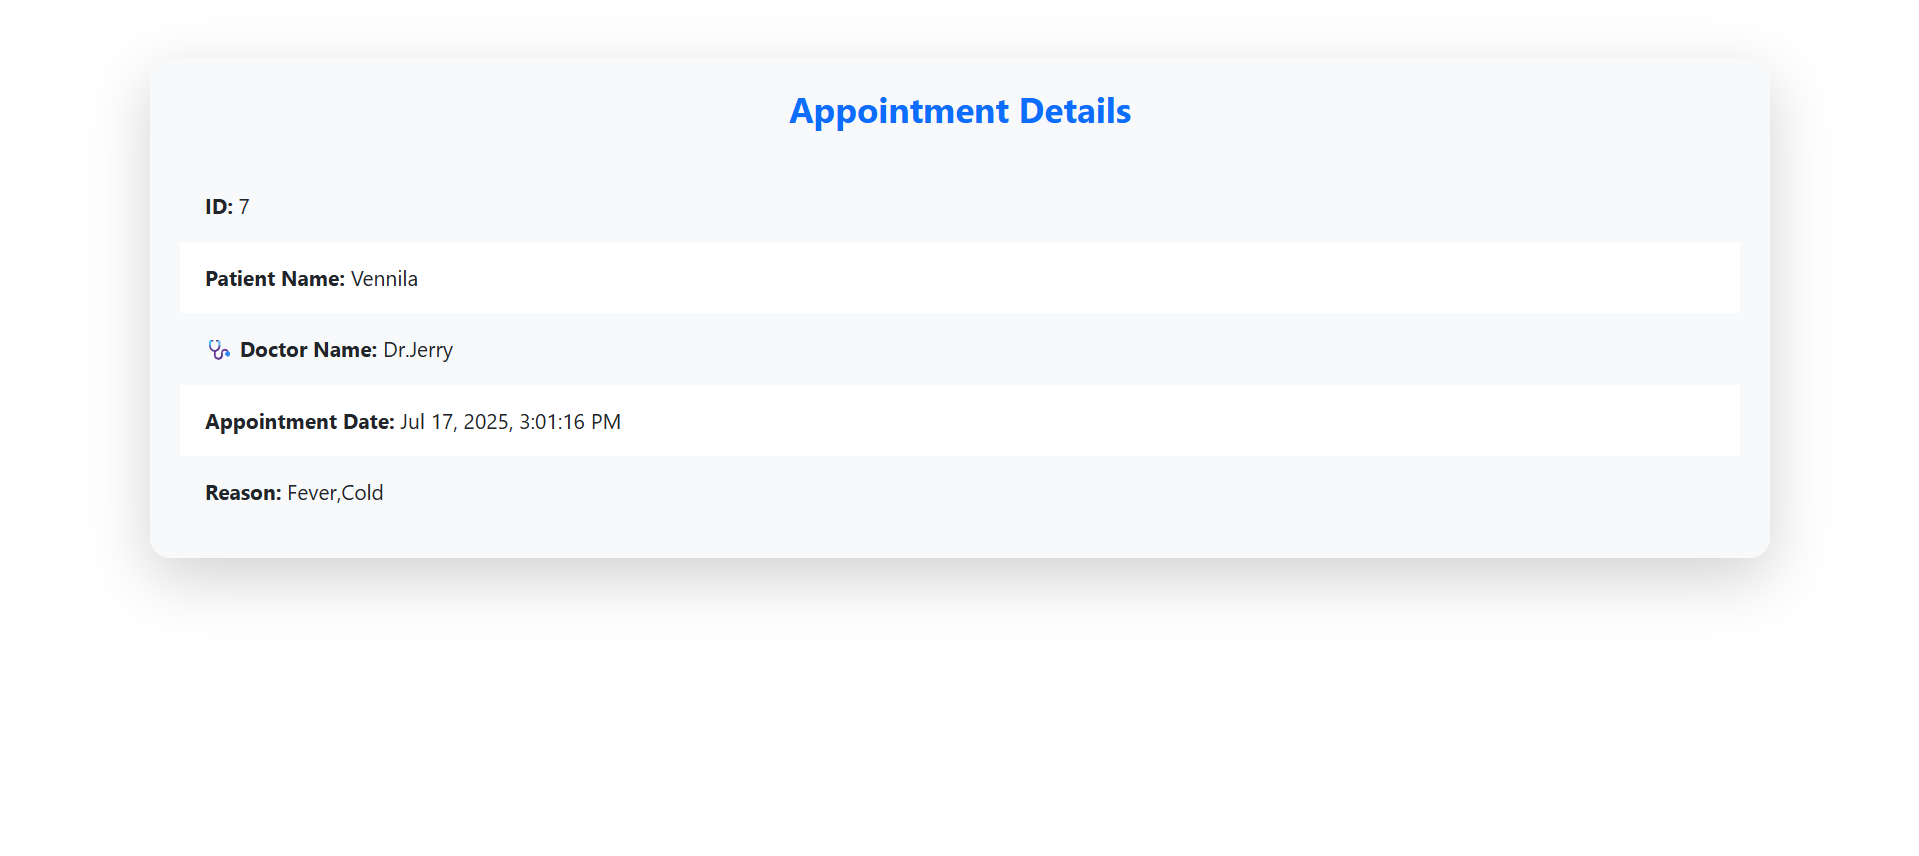 Appointment Details
ID: 7
Patient Name: Vennila
Doctor Name: Dr.Jerry
Appointment Date: Jul 17, 2025, 3:01:16 PM
Reason: Fever,Cold